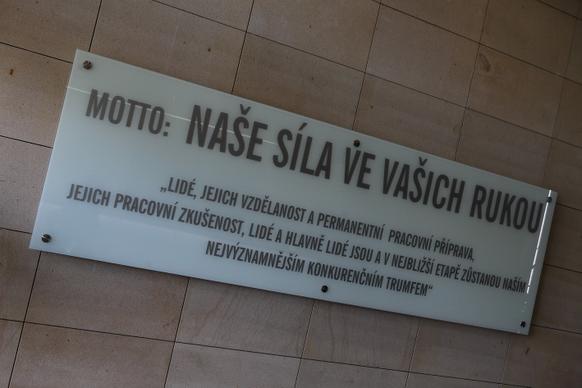 MOTTO: NAŠE SÍLA VE VAŠICH RUKOU
„LIDÉ, JEJICH VZDĚLANOST A PERMANENTNÍ PRACOVNÍ PŘÍPRAVA,
JEJICH PRACOVNÍ ZKUŠENOST, LIDÉ A HLAVNĚ LIDÉ JSOU A V NEJBLIŽŠÍ ETAPĚ ZŮSTANOU NAŠÍM
NEJVÝZNAMNĚJŠÍM KONKURENČNÍM TRUMFEM“